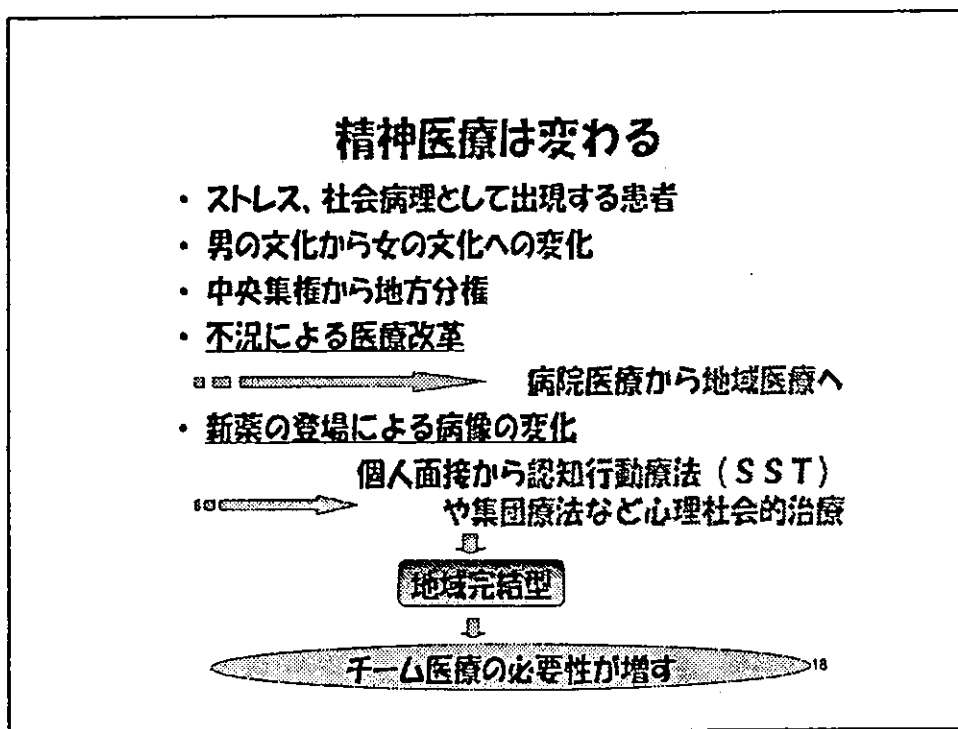 精神医療は変わる
・ ストレス、社会病理として出現する患者
・ 男の文化から女の文化への変化
・ 中央集権から地方分権
・ 不況による医療改革
病院医療から地域医療へ
・ 新薬の登場による病像の変化
個人面接から認知行動療法（ＳＳＴ）
や集団療法など心理社会的治療
地域完結型
チーム医療の必要性が増す
18